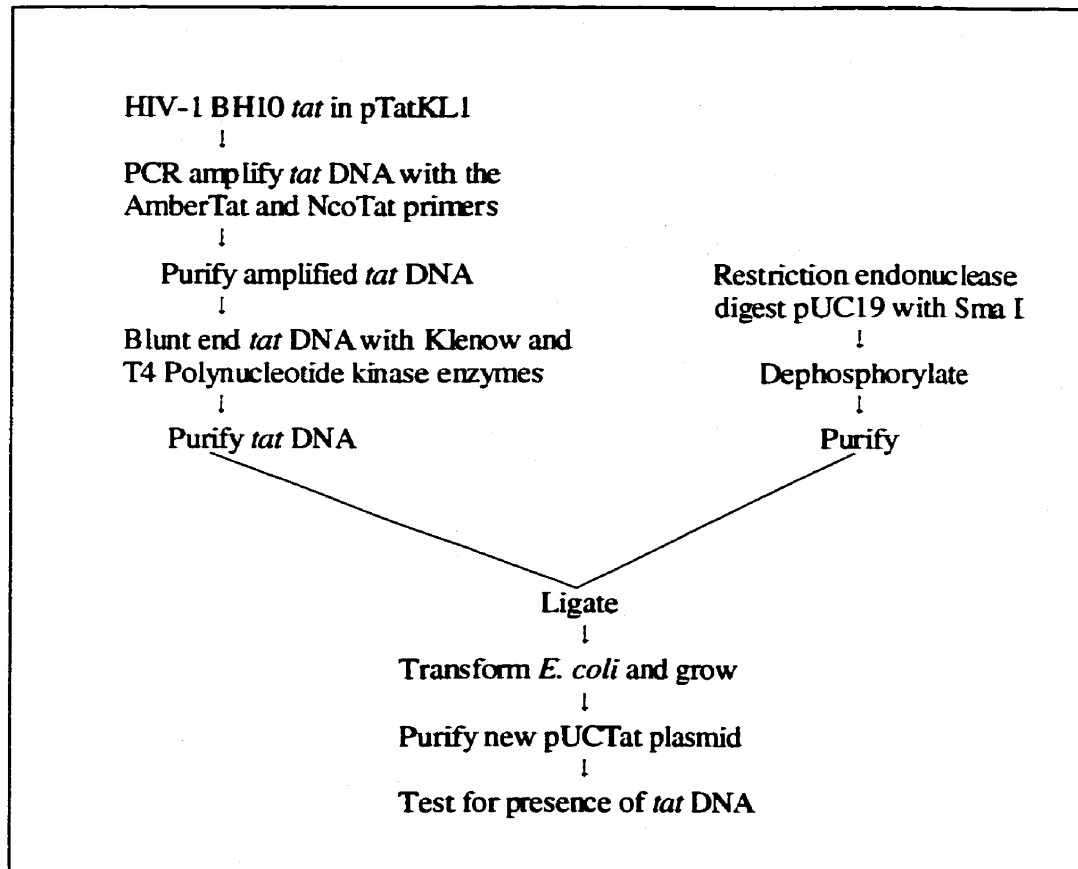 HIV-1 BH10 tat in pTatKL1
↓
PCR amplify tat DNA with the
AmberTat and NcoTat primers
↓
Purify amplified tat DNA
↓
Blunt end tat DNA with Klenow and
T4 Polynucleotide kinase enzymes
↓
Purify tat DNA
Restriction endonuclease
digest pUC19 with Sma I
↓
Dephosphorylate
↓
Purify
Ligate
↓
Transform E. coli and grow
↓
Purify new pUCTat plasmid
↓
Test for presence of tat DNA